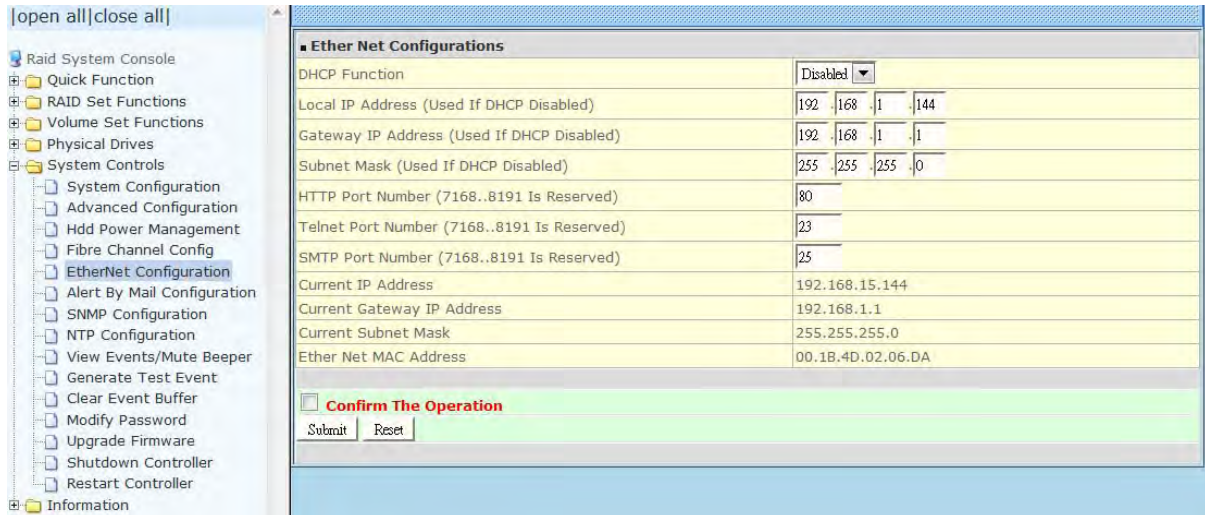 |open all|close all|
Raid System Console
Quick Function
RAID Set Functions
Volume Set Functions
Physical Drives
System Controls
System Configuration
Advanced Configuration
Hdd Power Management
Fibre Channel Config
EtherNet Configuration
Alert By Mail Configuration
SNMP Configuration
NTP Configuration
View Events/Mute Beeper
Generate Test Event
Clear Event Buffer
Modify Password
Upgrade Firmware
Shutdown Controller
Restart Controller
Information
Ether Net Configurations
DHCP Function Disabled
Local IP Address (Used If DHCP Disabled) 192 .168 .1 .144
Gateway IP Address (Used If DHCP Disabled) 192 .168 .1 .1
Subnet Mask (Used If DHCP Disabled) 255 .255 .255 .0
HTTP Port Number (7168..8191 Is Reserved) 80
Telnet Port Number (7168..8191 Is Reserved) 23
SMTP Port Number (7168..8191 Is Reserved) 25
Current IP Address 192.168.15.144
Current Gateway IP Address 192.168.1.1
Current Subnet Mask 255.255.255.0
Ether Net MAC Address 00.1B.4D.02.06.DA
Confirm The Operation
Submit Reset